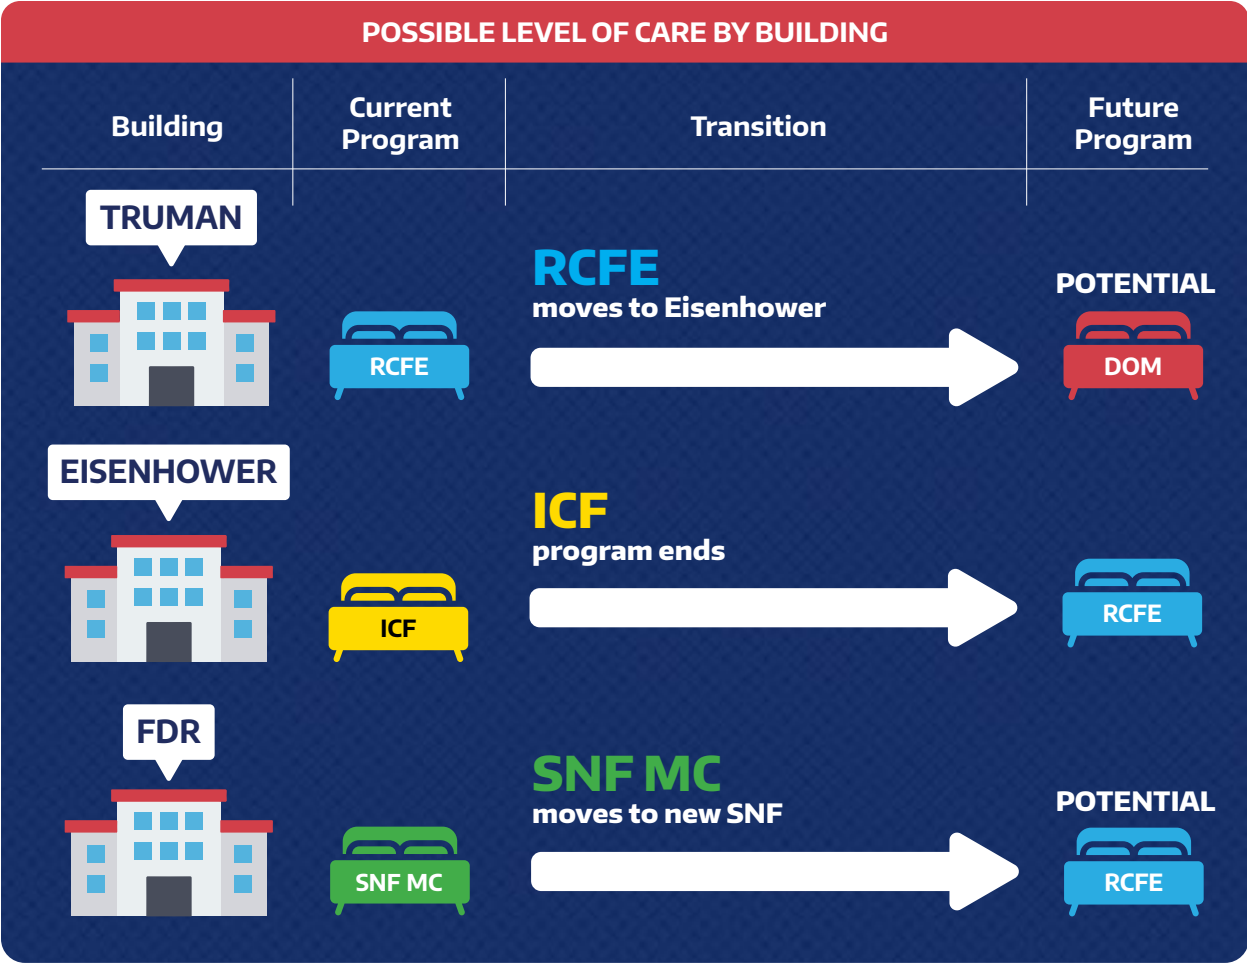 POSSIBLE LEVEL OF CARE BY BUILDING
Building
Current
Program
Transition
Future
Program
TRUMAN
RCFE
RCFE
moves to Eisenhower
POTENTIAL
DOM
EISENHOWER
ICF
ICF
program ends
RCFE
FDR
SNF MC
SNF MC
moves to new SNF
POTENTIAL
RCFE